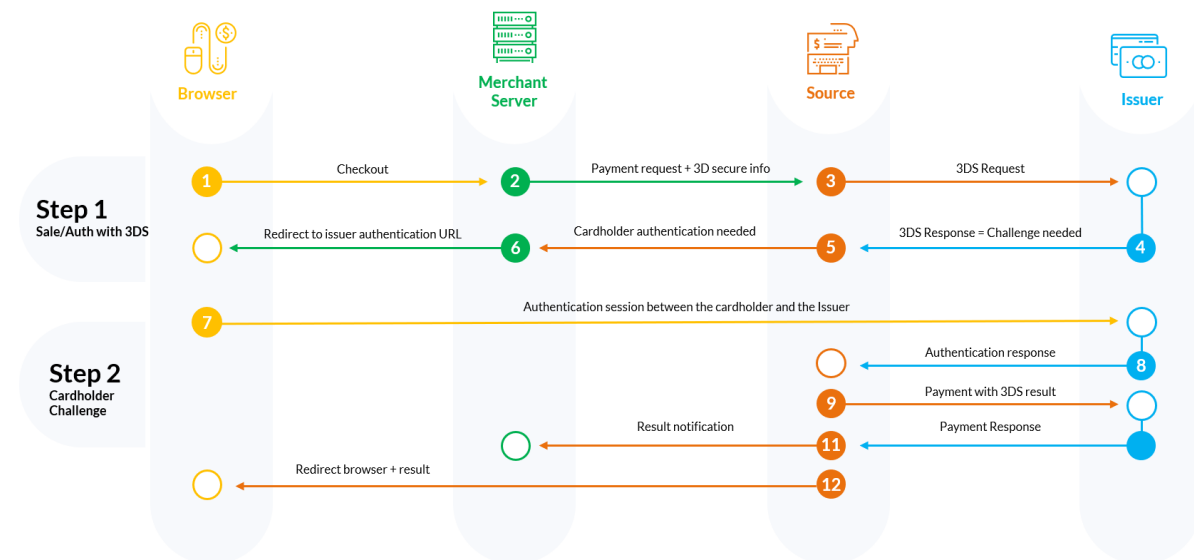 Browser
Merchant
Server
Source
Issuer
Step 1
Sale/Auth with 3DS
1
Checkout
2
Payment request + 3D secure info
3
3DS Request
Redirect to issuer authentication URL
6
Cardholder authentication needed
5
3DS Response = Challenge needed
4
Step 2
Cardholder
Challenge
7
Authentication session between the cardholder and the Issuer
Authentication response
8
9
Payment with 3DS result
Result notification
11
Payment Response
Redirect browser + result
12
$
$